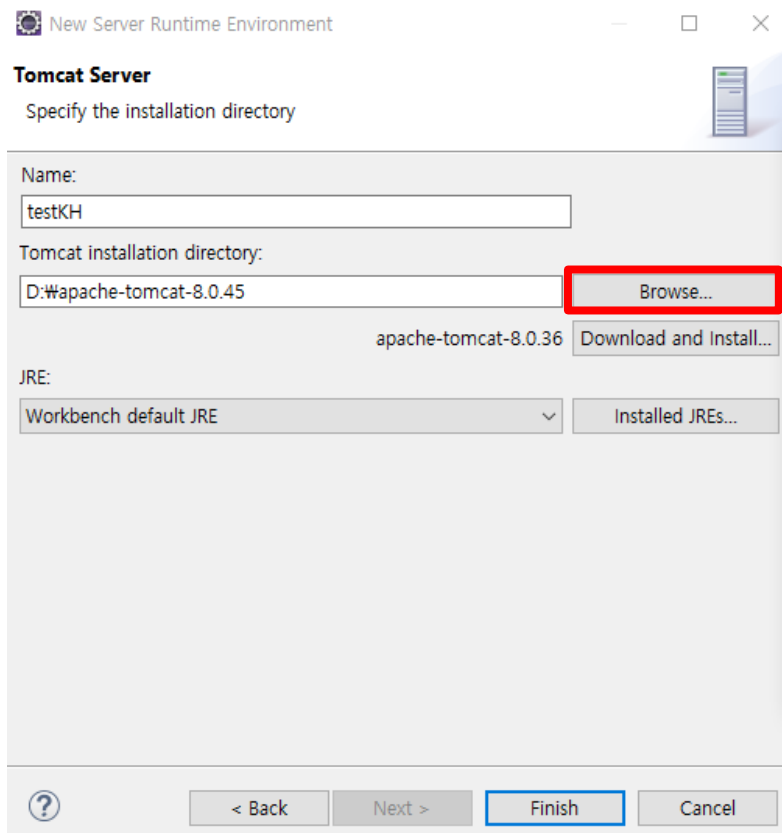 New Server Runtime Environment
Tomcat Server
Specify the installation directory
Name:
testKH
Tomcat installation directory:
D:₩apache-tomcat-8.0.45 Browse...
apache-tomcat-8.0.36 Download and Install...
JRE:
Workbench default JRE Installed JREs...
? < Back Next > Finish Cancel